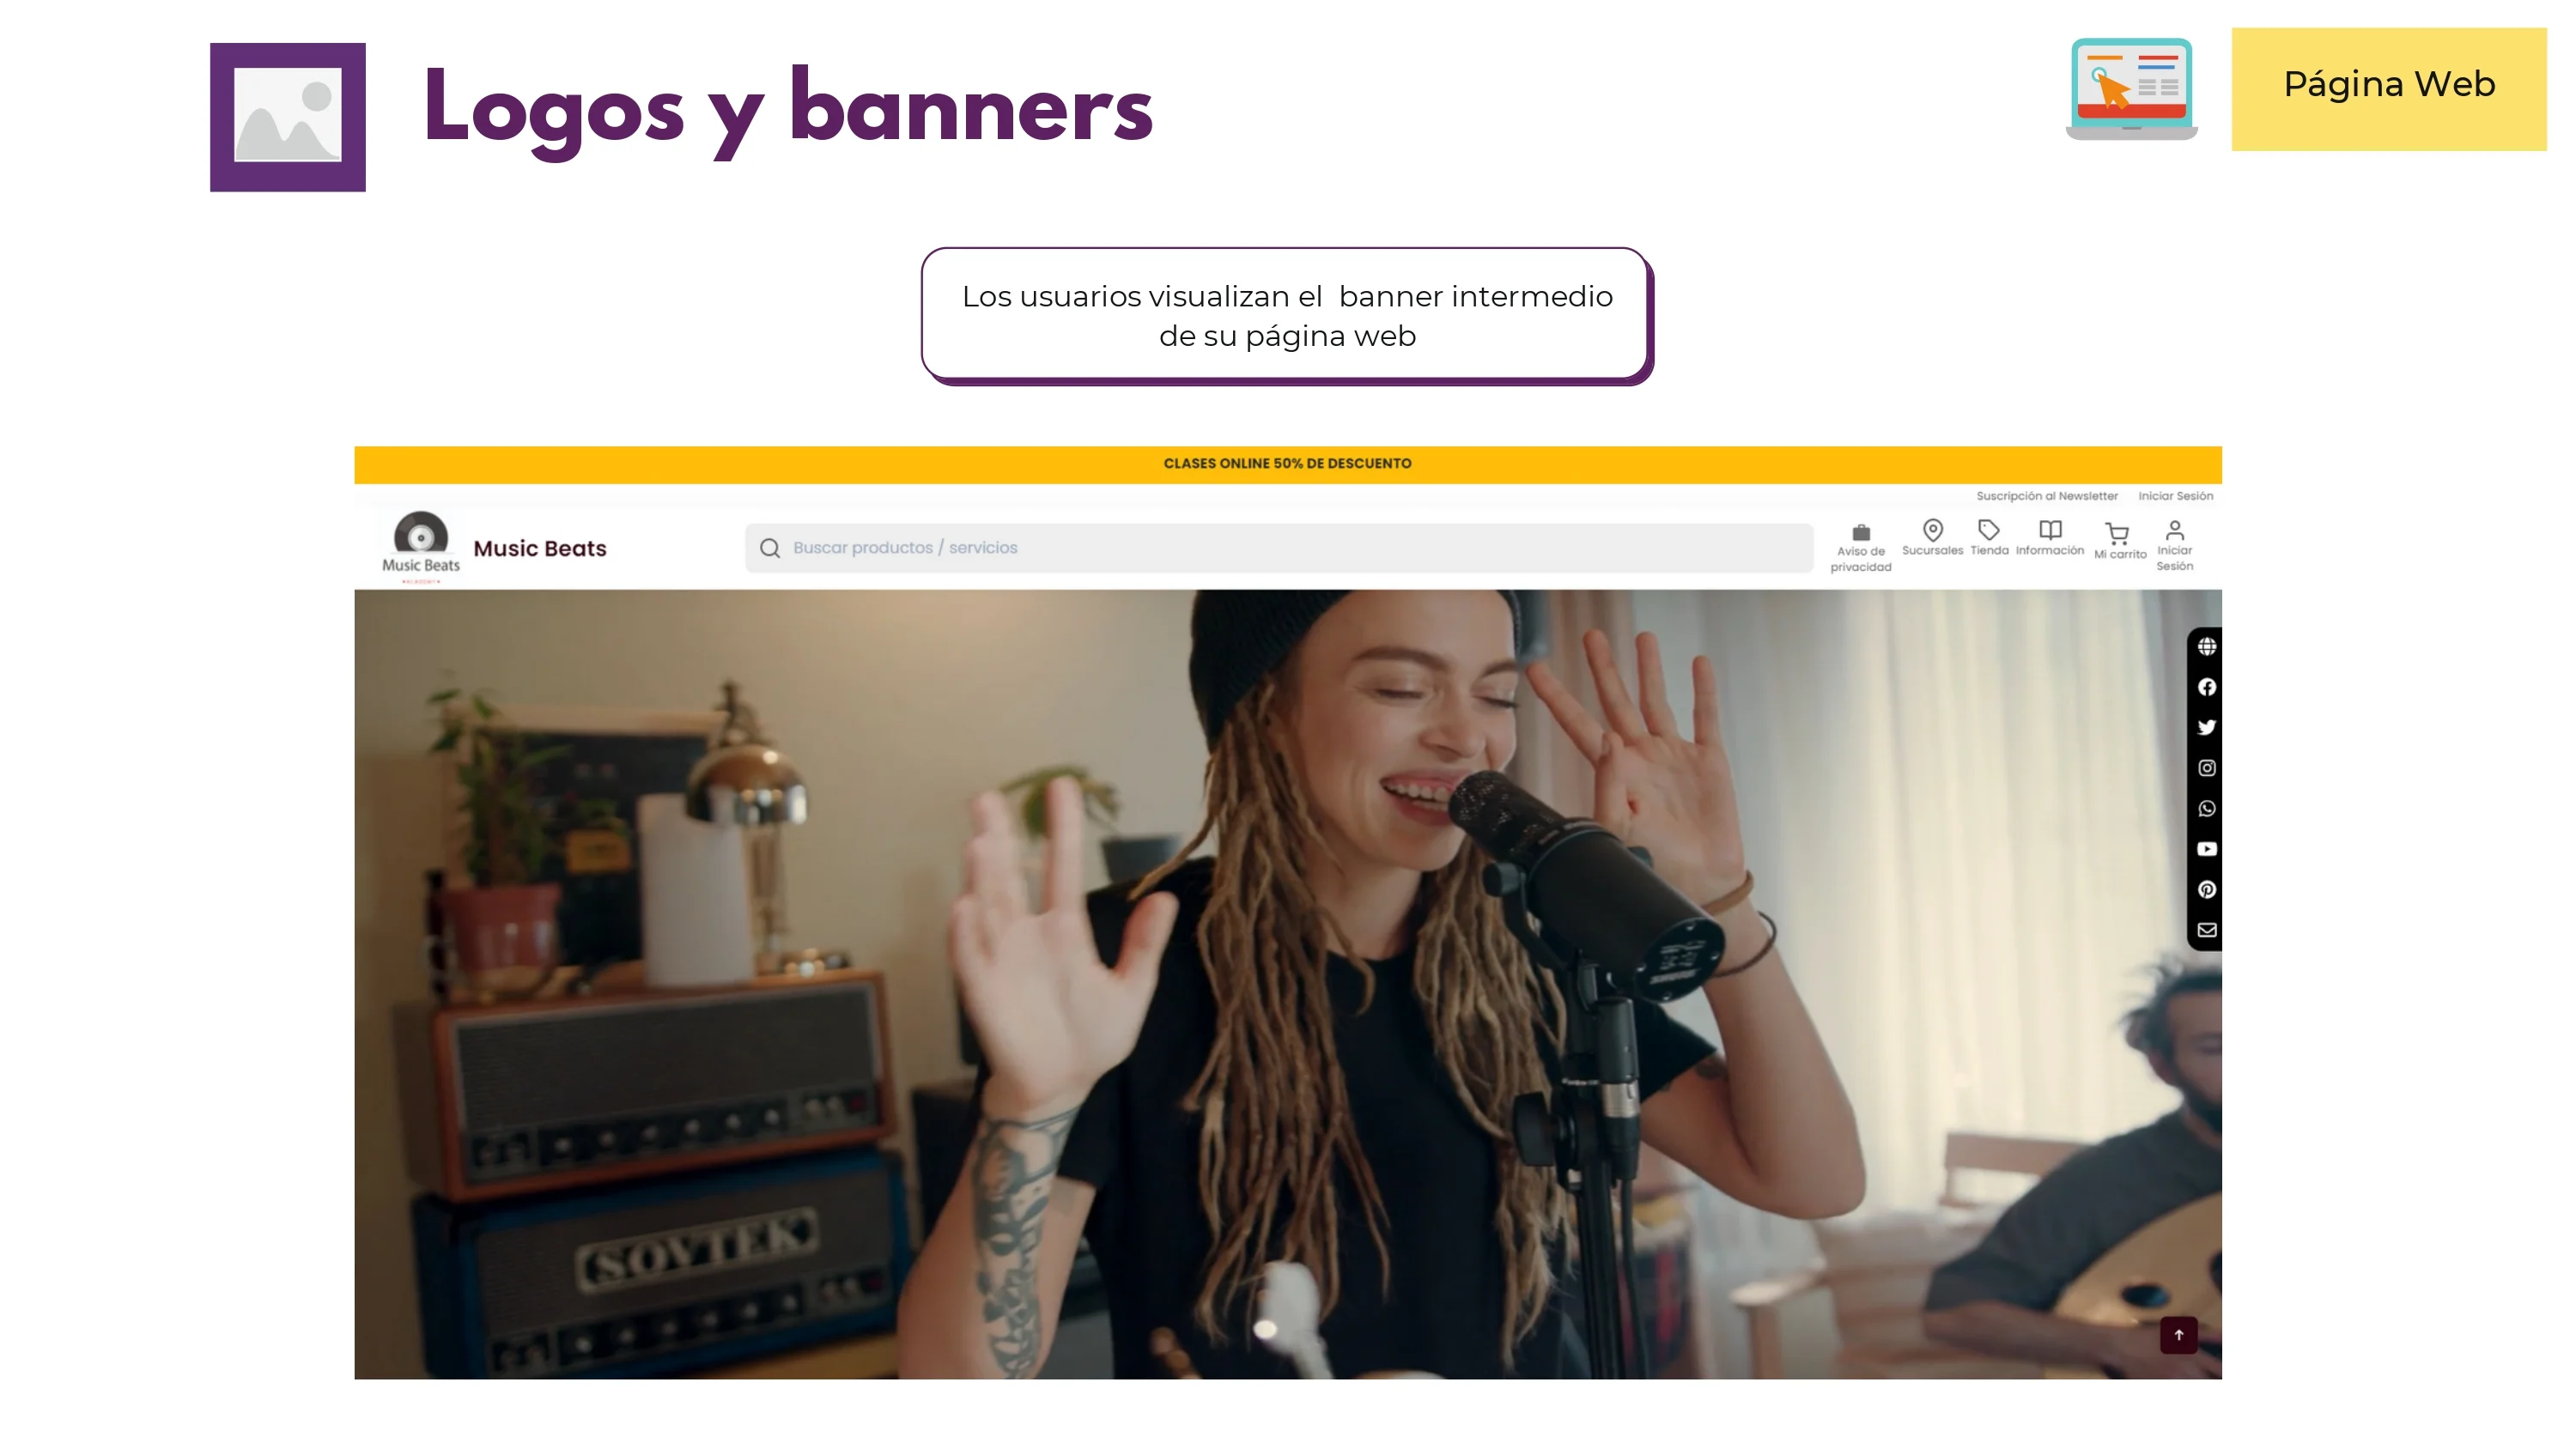 Logos y banners
Página Web
Los usuarios visualizan el banner intermedio
de su página web
CLASES ONLINE 50% DE DESCUENTO
Suscripción al Newsletter
Iniciar Sesión
Music Beats
Music Beats
Buscar productos / servicios
Aviso de
privacidad
Sucursales
Tienda
Información
Mi carrito
Iniciar
Sesión
SOVTEK